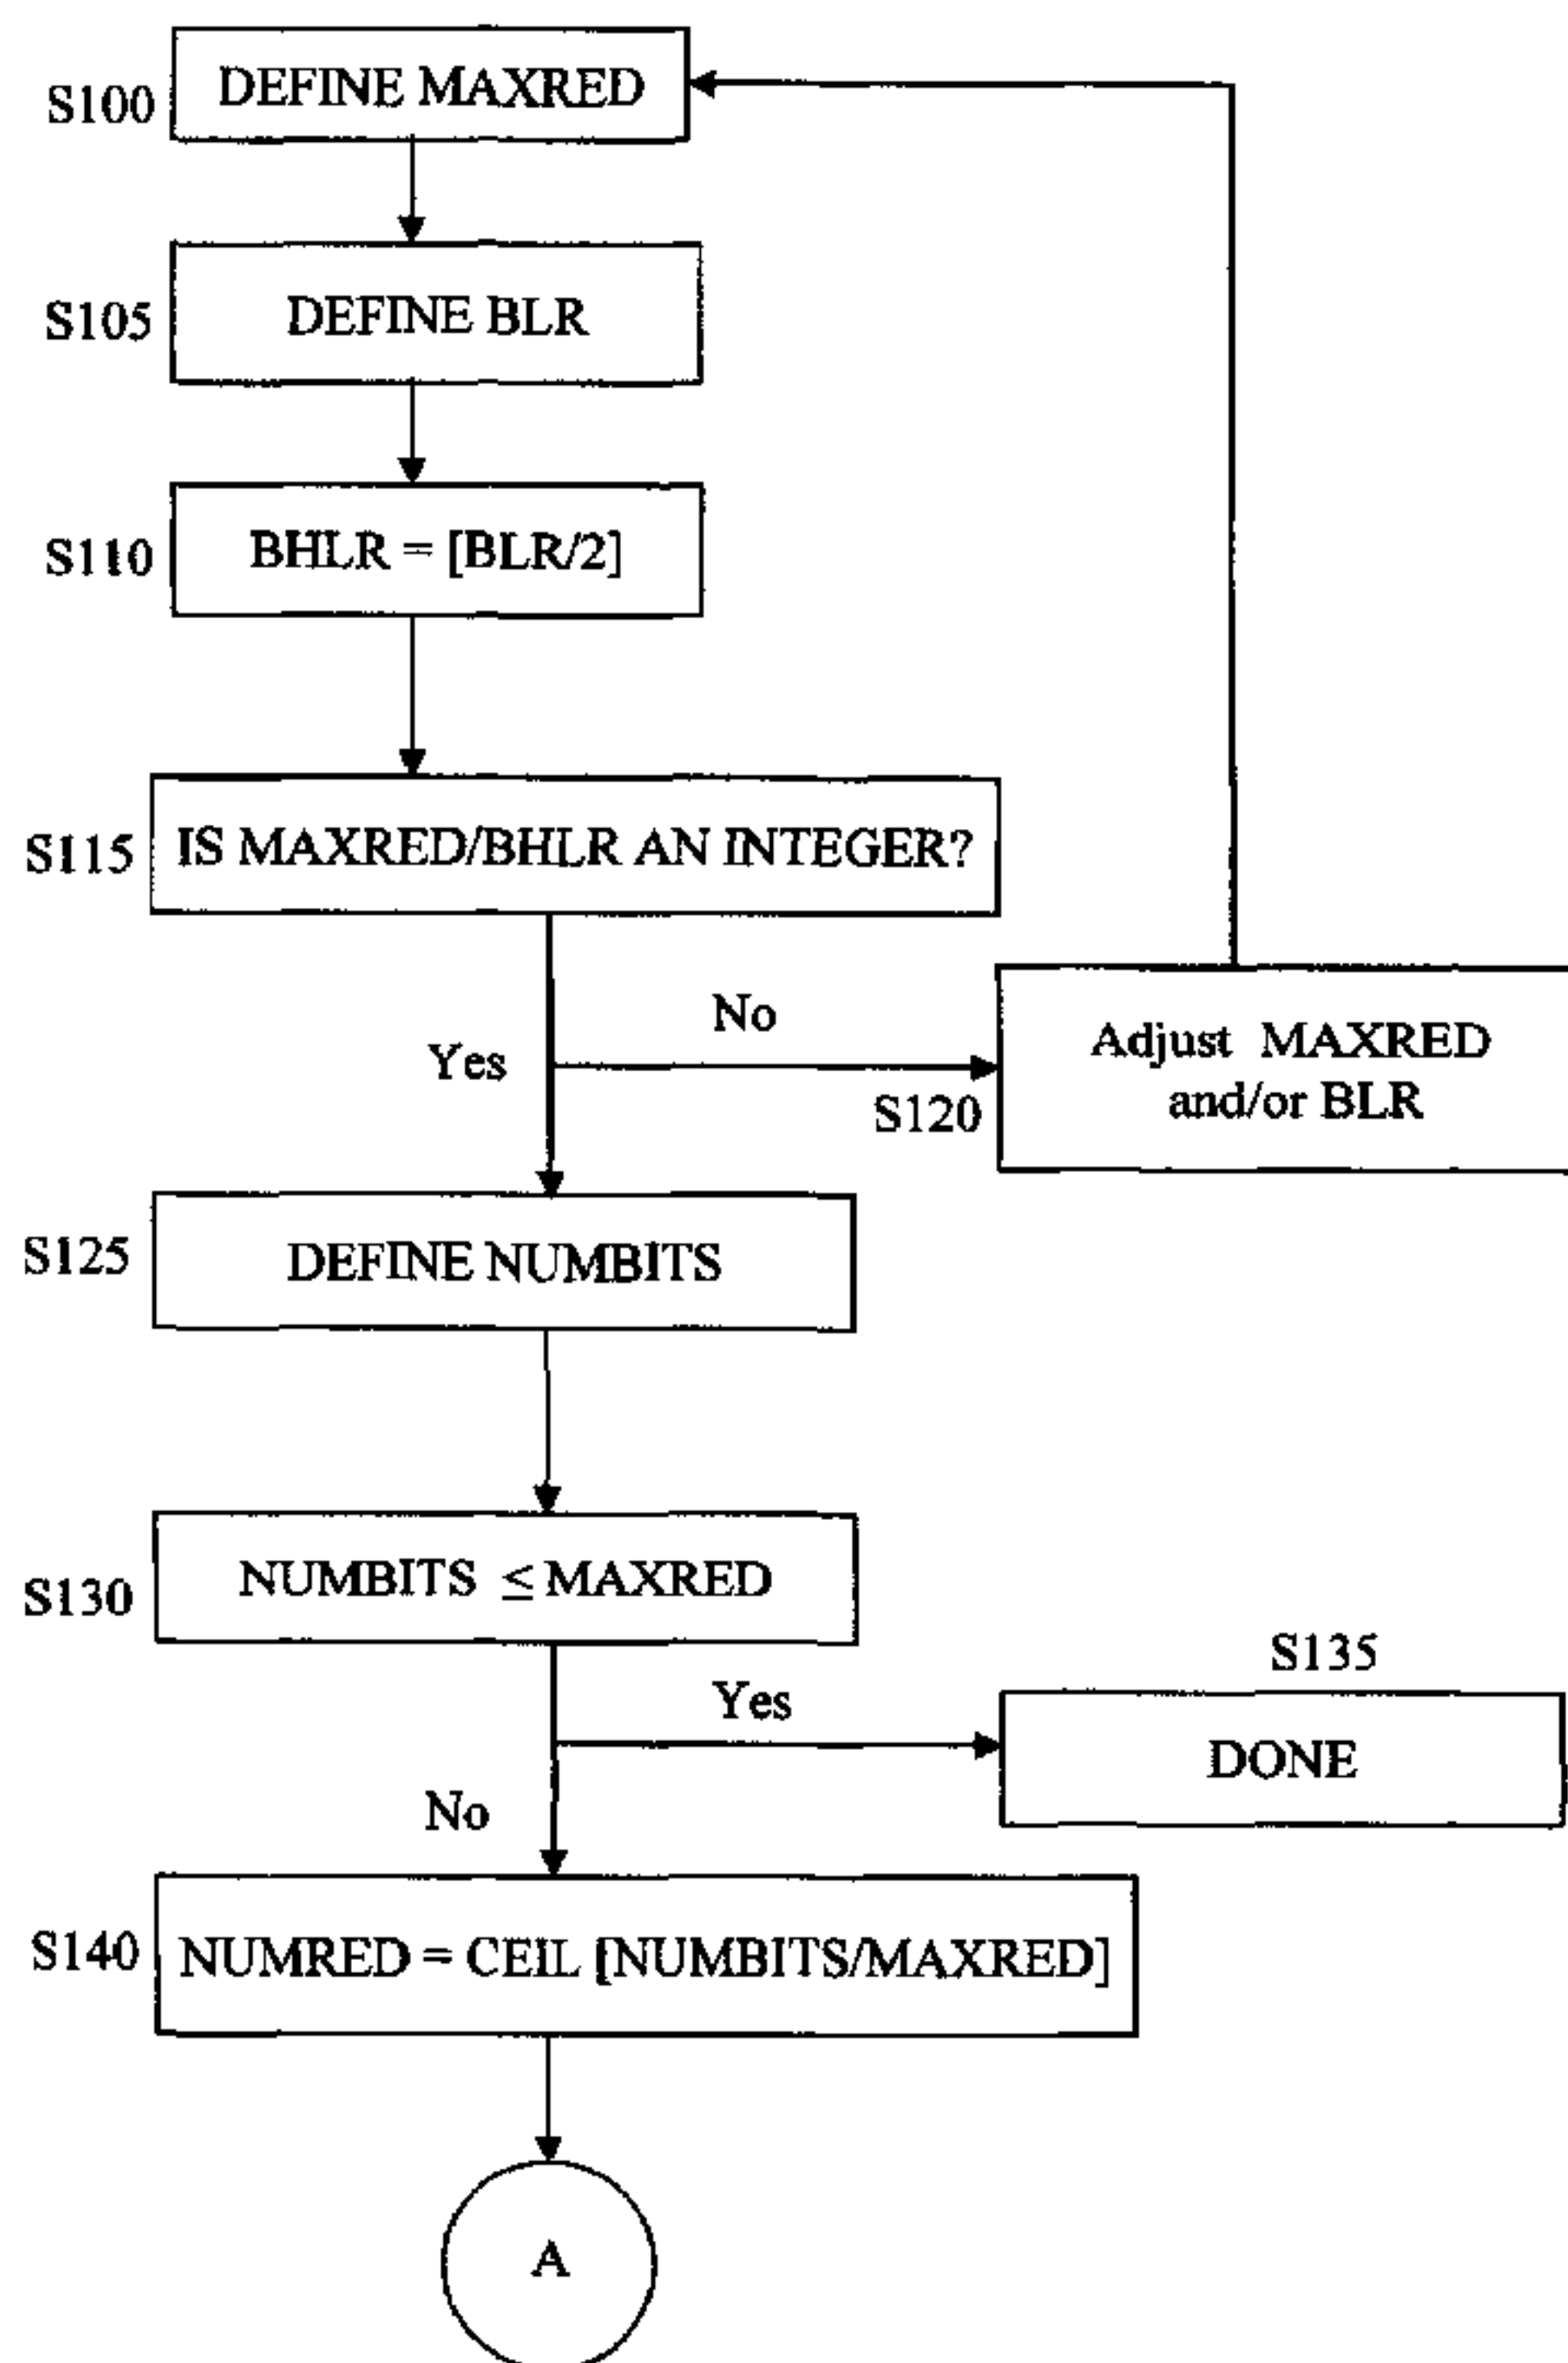 S100
DEFINE MAXRED
S105
DEFINE BLR
S110
BHLR = [BLR/2]
S115
IS MAXRED/BHLR AN INTEGER?
No
Yes
S120
Adjust MAXRED
and/or BLR
S125
DEFINE NUMBITS
S130
NUMBITS ≤ MAXRED
S135
Yes
DONE
No
S140
NUMRED = CEIL [NUMBITS/MAXRED]
A